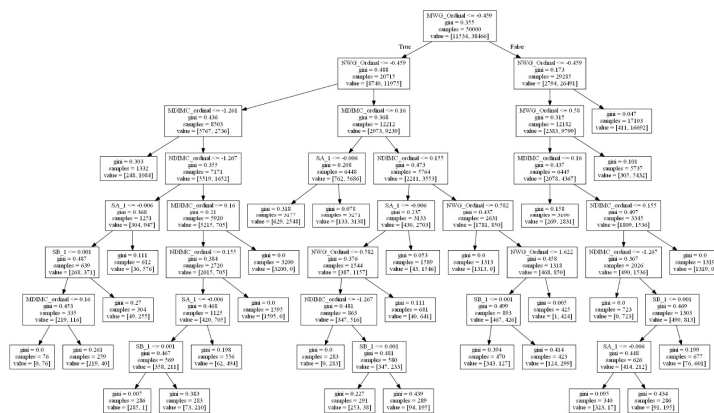 MWG_Ordinal <= -0.459
gini = 0.355
samples = 50000
value = [11534, 38466]
True
False
NWG_Ordinal <= -0.459
gini = 0.488
samples = 20715
value = [8740, 11975]
NWG_Ordinal <= -0.459
gini = 0.173
samples = 29285
value = [2794, 26491]
MDIMC_ordinal <= -1.261
gini = 0.436
samples = 8503
value = [5767, 2736]
MDIMC_ordinal <= 0.16
gini = 0.368
samples = 12212
value = [2973, 9239]
MWG_Ordinal <= 0.58
gini = 0.315
samples = 12182
value = [2383, 9799]
gini = 0.047
samples = 17103
value = [411, 16692]
gini = 0.303
samples = 1332
value = [248, 1084]
NDIMC_ordinal <= -1.267
gini = 0.355
samples = 7171
value = [5519, 1652]
SA_1 <= -0.006
gini = 0.208
samples = 6448
value = [762, 5686]
NDIMC_ordinal <= 0.155
gini = 0.473
samples = 5764
value = [2211, 3553]
MDIMC_ordinal <= 0.16
gini = 0.437
samples = 6445
value = [2078, 4367]
gini = 0.101
samples = 5737
value = [305, 5432]
SA_1 <= -0.006
gini = 0.368
samples = 1251
value = [304, 947]
MDIMC_ordinal <= 0.16
gini = 0.21
samples = 5920
value = [5215, 705]
gini = 0.318
samples = 3177
value = [629, 2548]
gini = 0.078
samples = 3271
value = [133, 3138]
SA_1 <= -0.006
gini = 0.237
samples = 3133
value = [430, 2703]
NWG_Ordinal <= 0.582
gini = 0.437
samples = 2631
value = [1781, 850]
gini = 0.158
samples = 3100
value = [269, 2831]
NDIMC_ordinal <= 0.155
gini = 0.497
samples = 3345
value = [1809, 1536]
SB_1 <= 0.001
gini = 0.487
samples = 639
value = [268, 371]
gini = 0.111
samples = 612
value = [36, 576]
NDIMC_ordinal <= 0.155
gini = 0.384
samples = 2720
value = [2015, 705]
gini = 0.0
samples = 3200
value = [3200, 0]
NWG_Ordinal <= 0.582
gini = 0.376
samples = 1544
value = [387, 1157]
gini = 0.053
samples = 1589
value = [43, 1546]
gini = 0.0
samples = 1313
value = [1313, 0]
NWG_Ordinal <= 1.622
gini = 0.458
samples = 1318
value = [468, 850]
NDIMC_ordinal <= -1.267
gini = 0.367
samples = 2026
value = [490, 1536]
gini = 0.0
samples = 1319
value = [1319, 0]
MDIMC_ordinal <= 0.16
gini = 0.453
samples = 335
value = [219, 116]
gini = 0.27
samples = 304
value = [49, 255]
SA_1 <= -0.006
gini = 0.468
samples = 1125
value = [420, 705]
gini = 0.0
samples = 1595
value = [1595, 0]
NDIMC_ordinal <= -1.267
gini = 0.481
samples = 863
value = [347, 516]
gini = 0.111
samples = 681
value = [40, 641]
SB_1 <= 0.001
gini = 0.499
samples = 893
value = [467, 426]
gini = 0.005
samples = 425
value = [1, 424]
gini = 0.0
samples = 723
value = [0, 723]
SB_1 <= 0.001
gini = 0.469
samples = 1303
value = [490, 813]
gini = 0.0
samples = 76
value = [0, 76]
gini = 0.261
samples = 259
value = [219, 40]
SB_1 <= 0.001
gini = 0.467
samples = 569
value = [358, 211]
gini = 0.198
samples = 556
value = [62, 494]
gini = 0.0
samples = 283
value = [0, 283]
SB_1 <= 0.001
gini = 0.481
samples = 580
value = [347, 233]
gini = 0.394
samples = 470
value = [343, 127]
gini = 0.414
samples = 423
value = [124, 299]
SA_1 <= -0.006
gini = 0.448
samples = 626
value = [414, 212]
gini = 0.199
samples = 677
value = [76, 601]
gini = 0.007
samples = 286
value = [285, 1]
gini = 0.383
samples = 283
value = [73, 210]
gini = 0.227
samples = 291
value = [253, 38]
gini = 0.439
samples = 289
value = [94, 195]
gini = 0.095
samples = 340
value = [323, 17]
gini = 0.434
samples = 286
value = [91, 195]